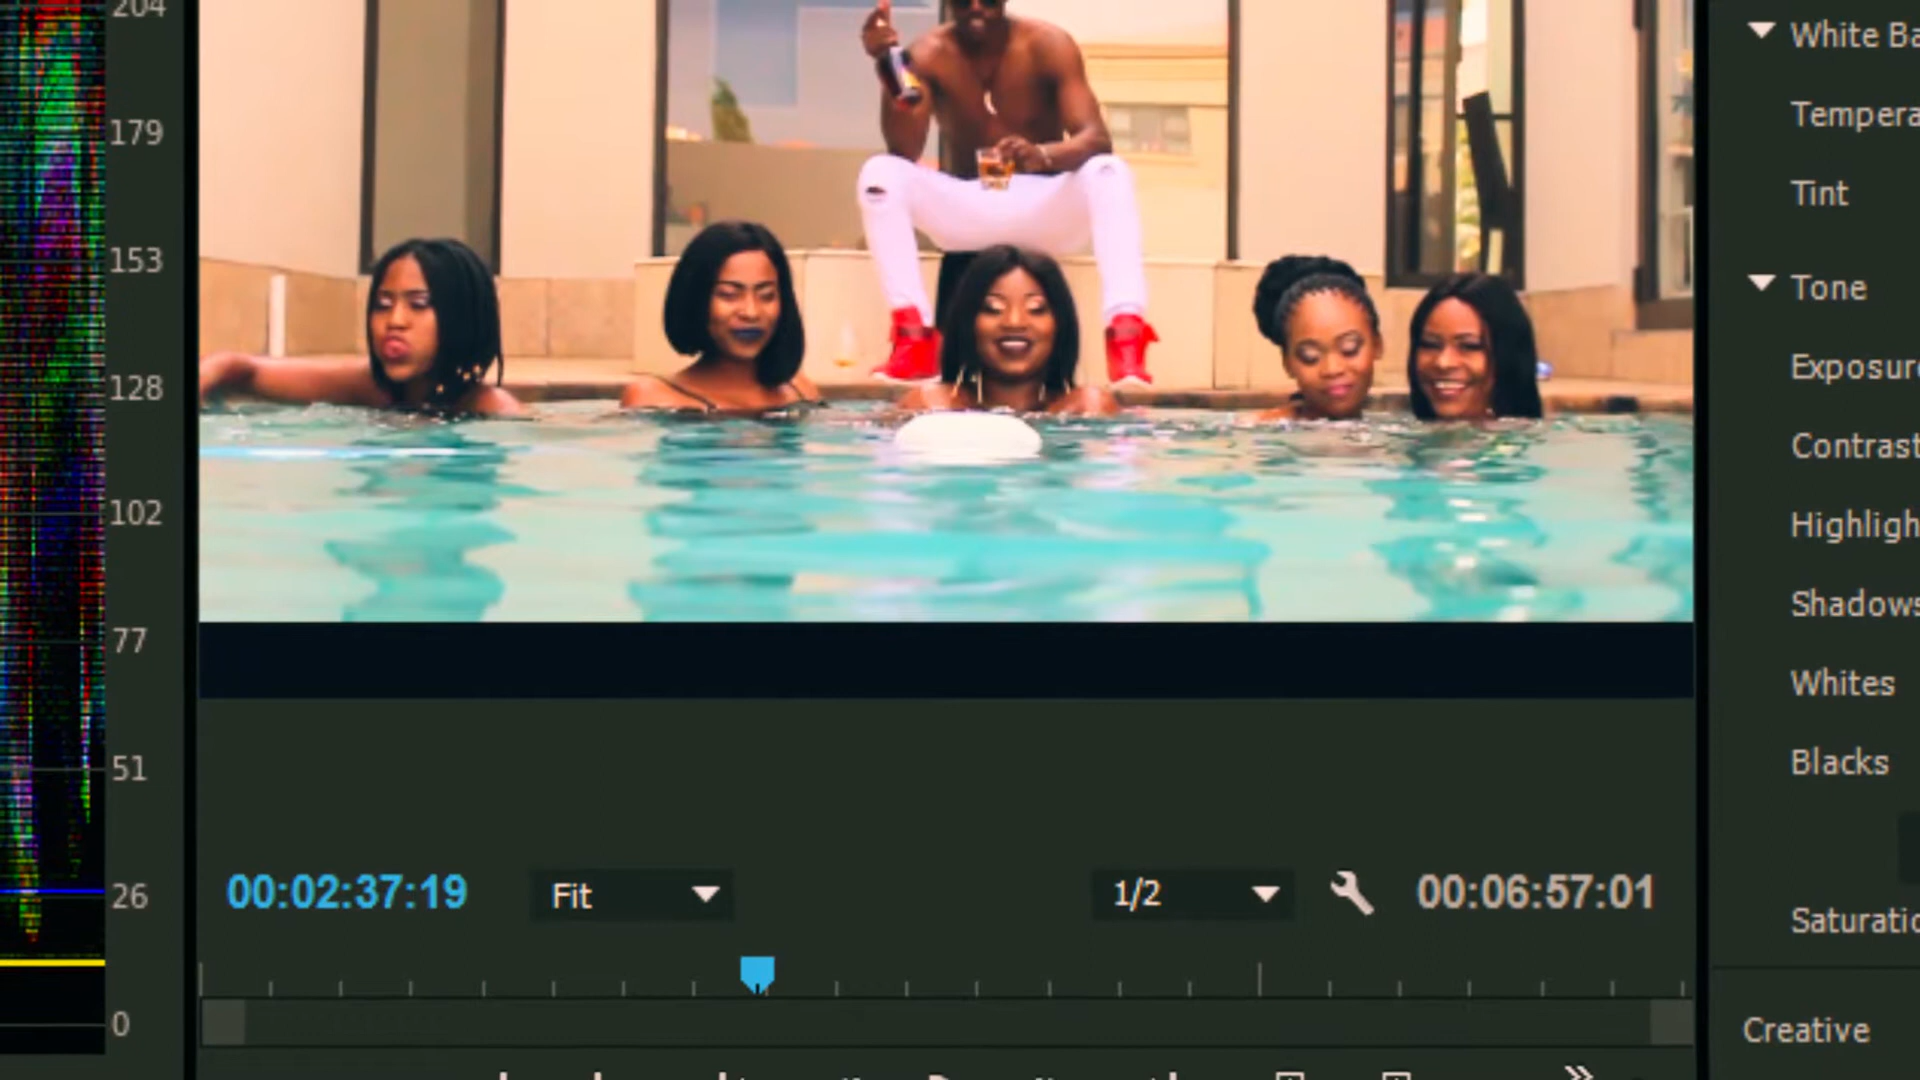 204
179
153
128
102
77
51
26
0
00:02:37:19
Fit
1/2
00:06:57:01
White Ba
Tempera
Tint
Tone
Exposure
Contrast
Highligh
Shadows
Whites
Blacks
Saturatio
Creative